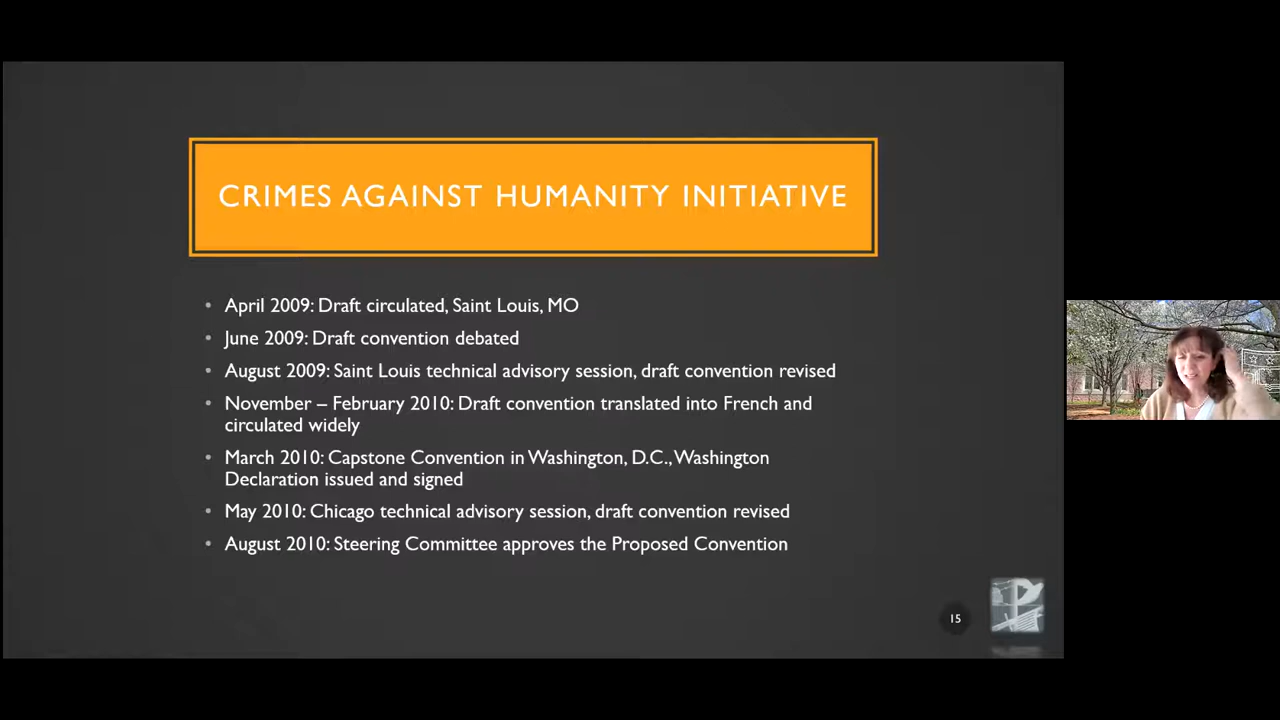 CRIMES AGAINST HUMANITY INITIATIVE
• April 2009: Draft circulated, Saint Louis, MO
• June 2009: Draft convention debated
• August 2009: Saint Louis technical advisory session, draft convention revised
• November – February 2010: Draft convention translated into French and
circulated widely
• March 2010: Capstone Convention in Washington, D.C., Washington
Declaration issued and signed
• May 2010: Chicago technical advisory session, draft convention revised
• August 2010: Steering Committee approves the Proposed Convention
15